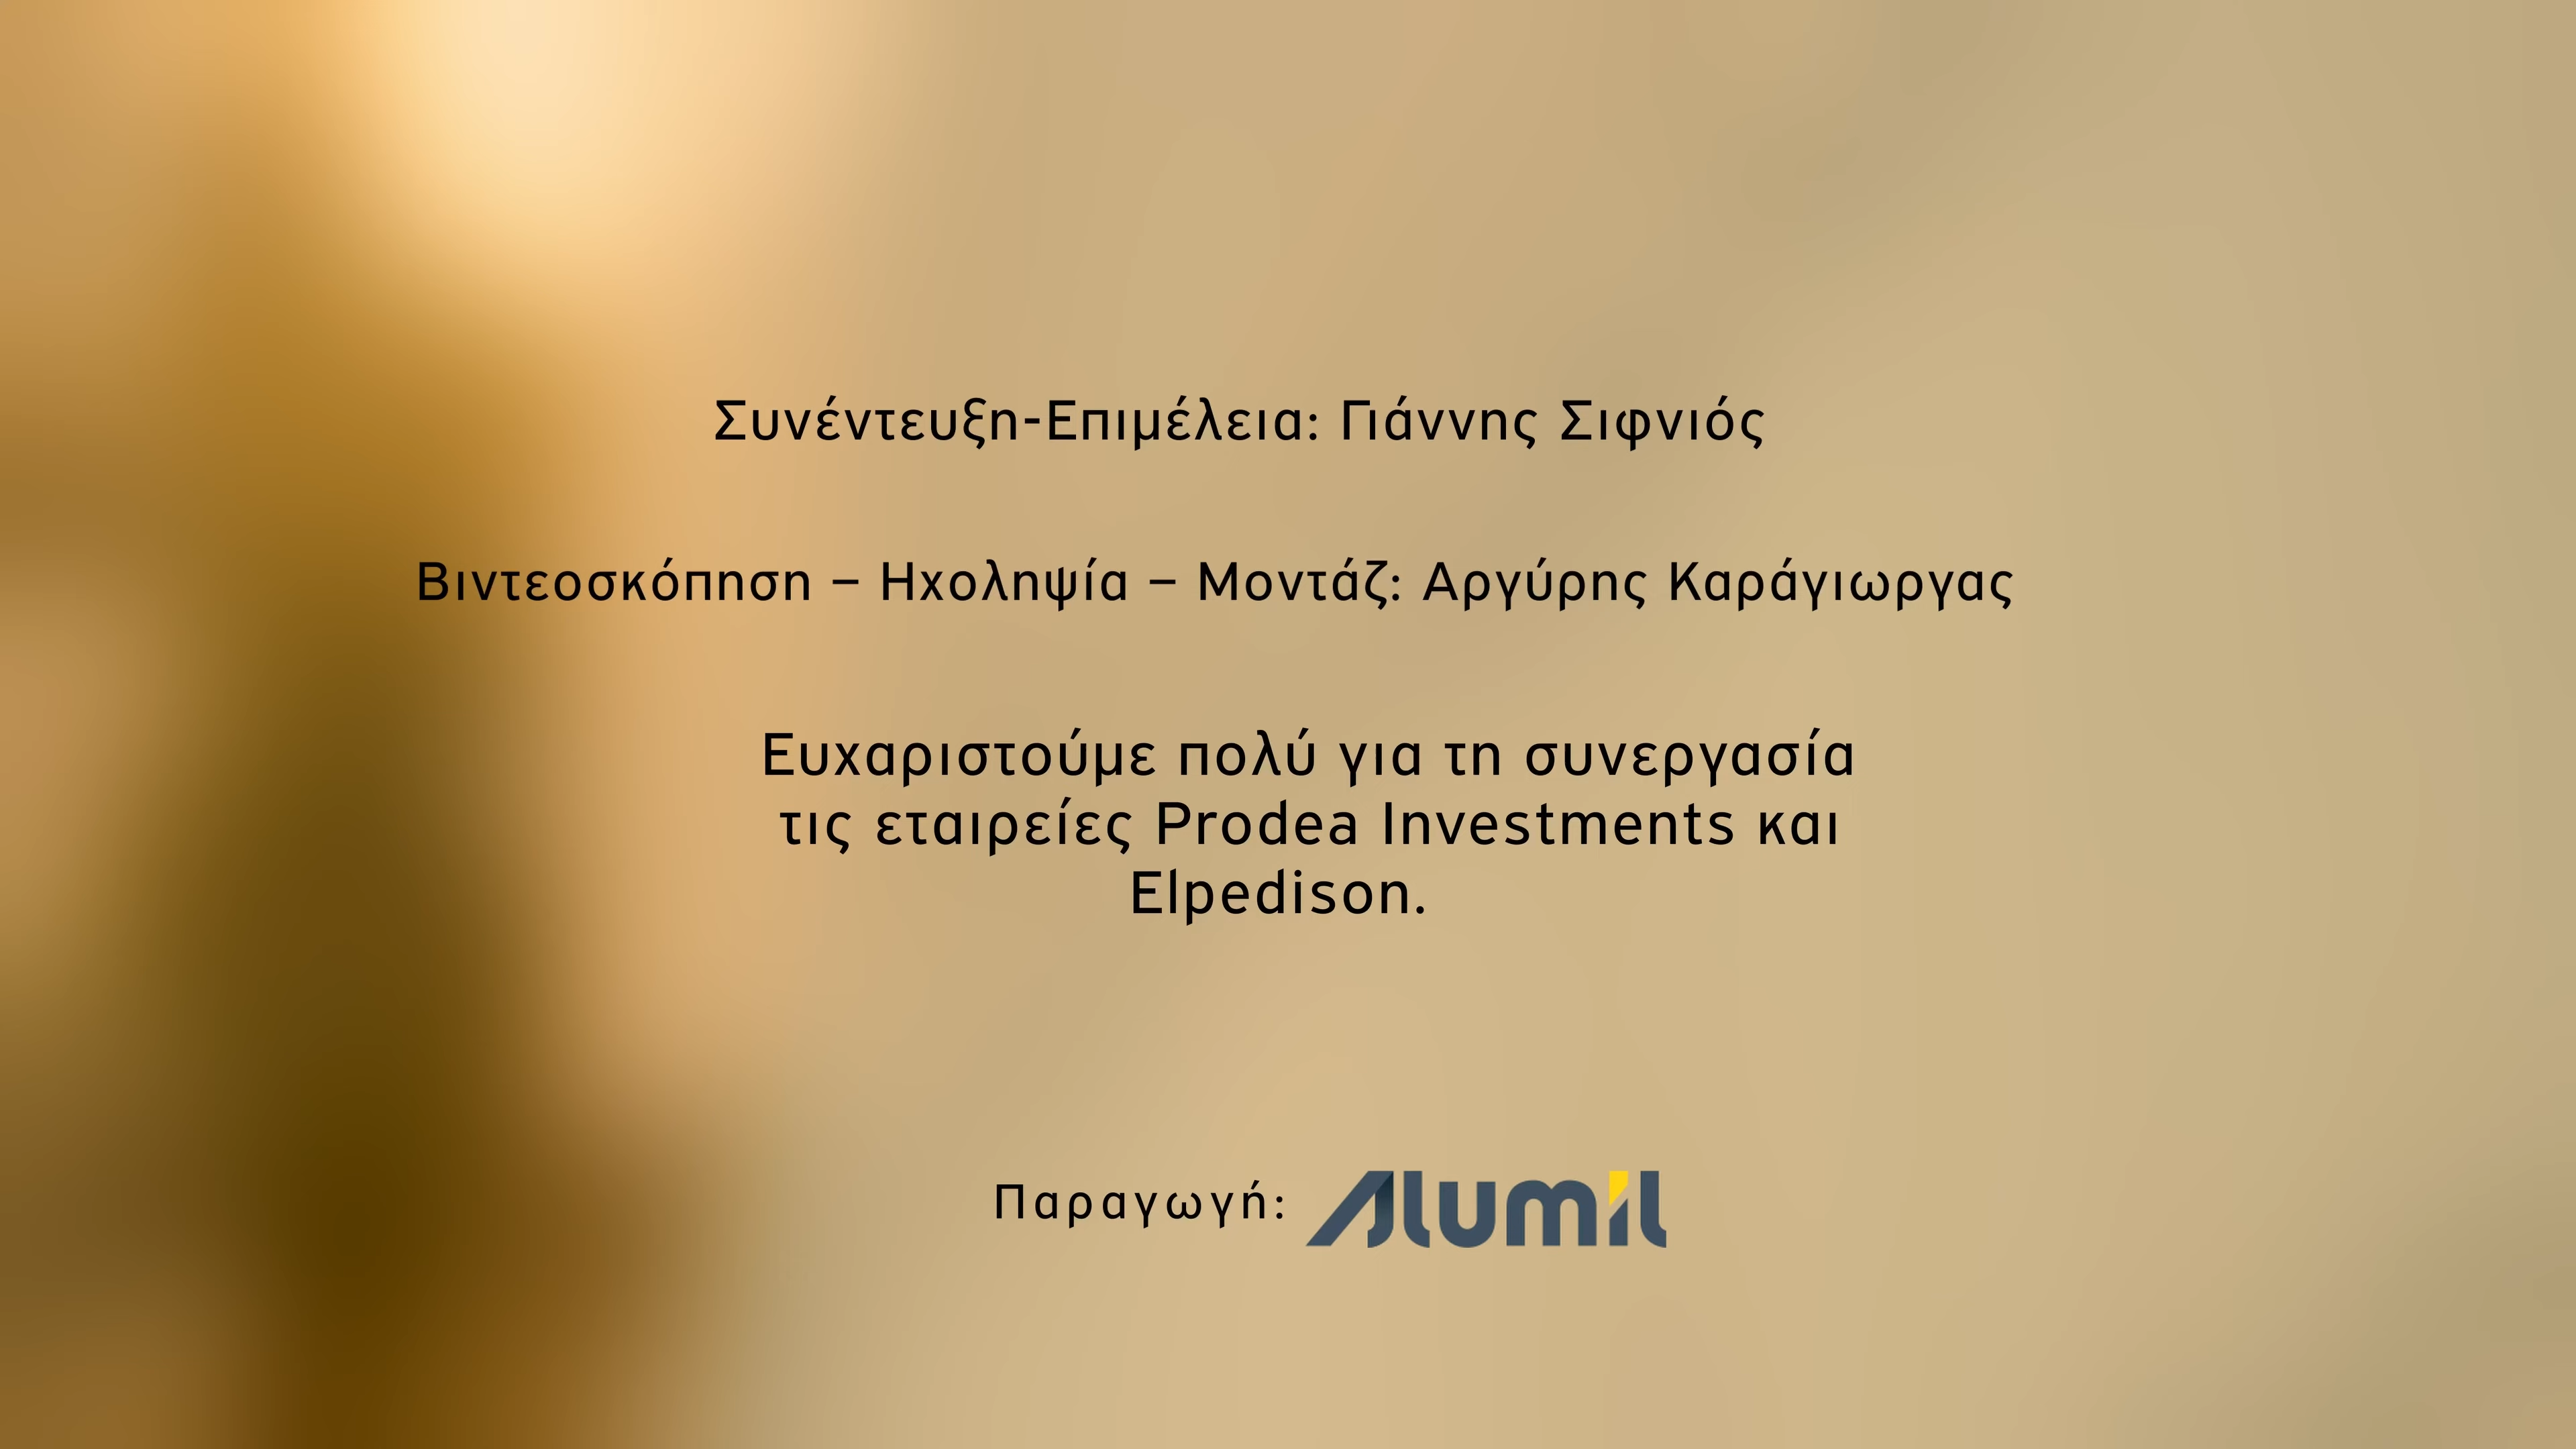 Συνέντευξη-Επιμέλεια: Γιάννης Σιφνιός
Βιντεοσκόπηση – Ηχοληψία – Μοντάζ: Αργύρης Καράγιωργας
Ευχαριστούμε πολύ για τη συνεργασία
τις εταιρείες Prodea Investments και
Elpedison.
Παραγωγή: Alumil